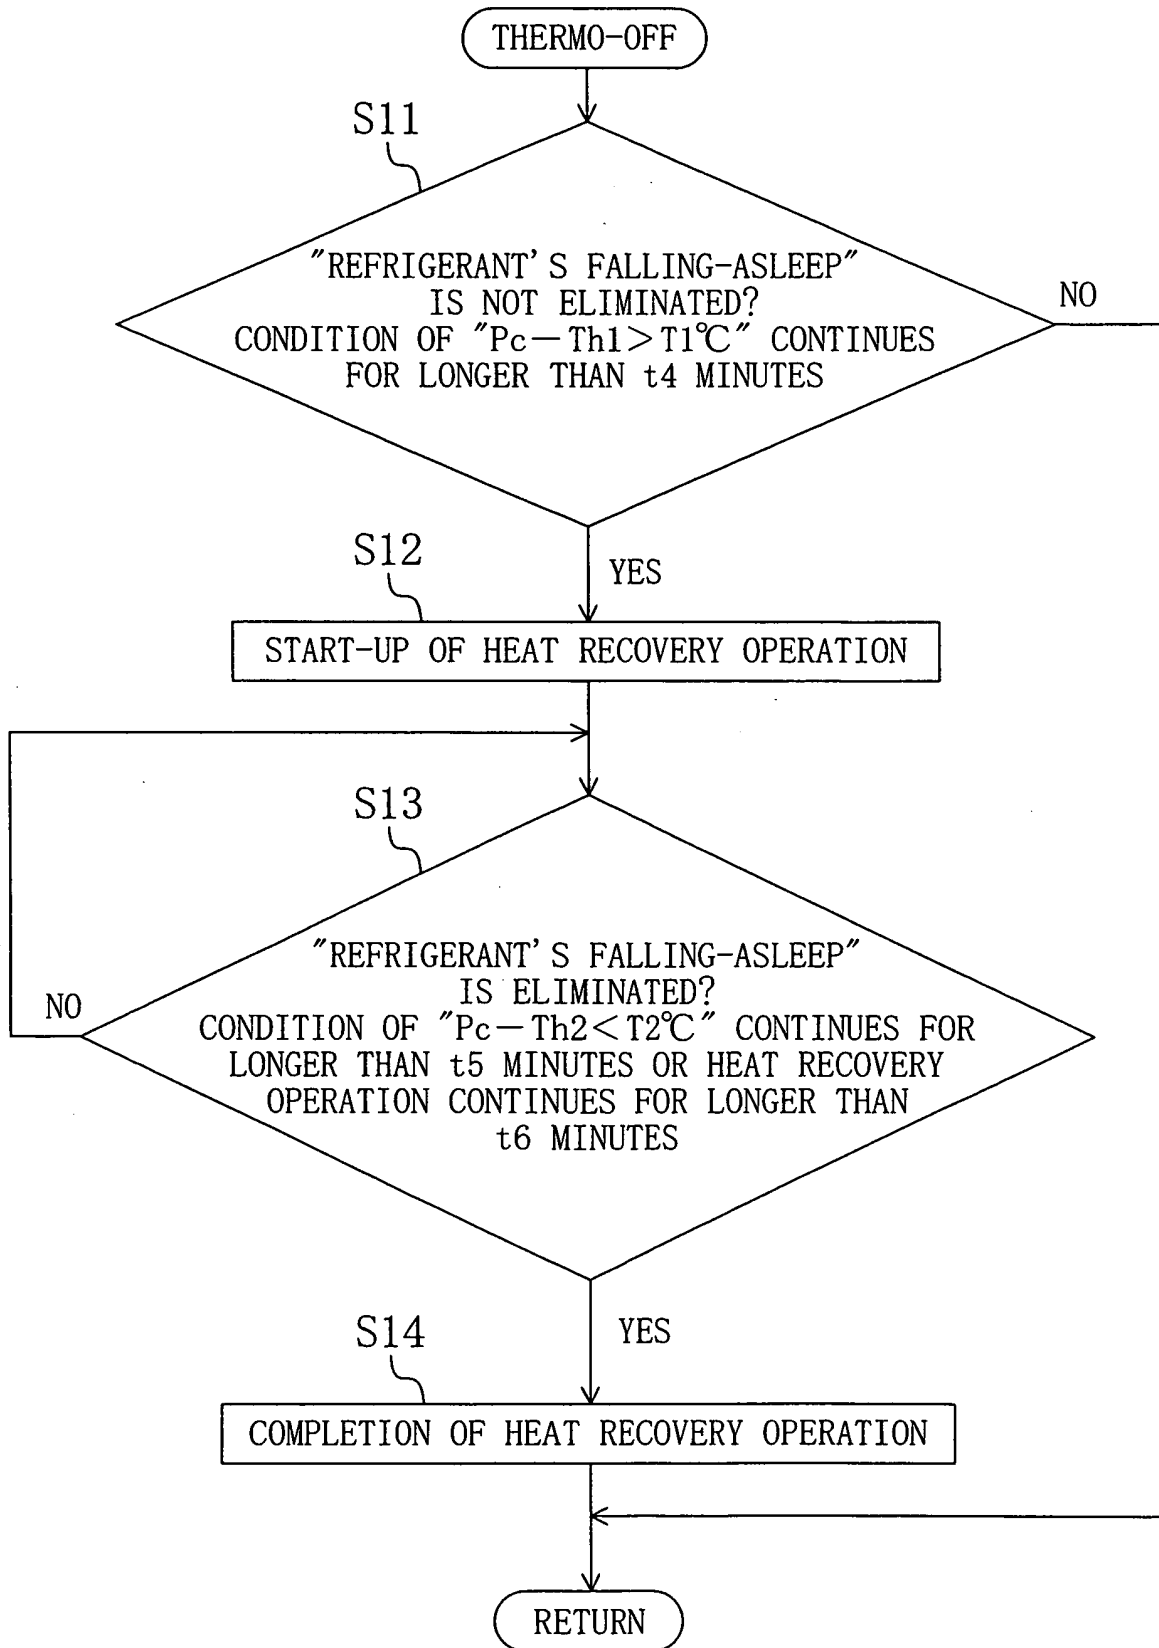 THERMO-OFF
S11
"REFRIGERANT'S FALLING-ASLEEP"
IS NOT ELIMINATED?
CONDITION OF "Pc−Th1>T1℃" CONTINUES
FOR LONGER THAN t4 MINUTES
NO
YES
S12
START-UP OF HEAT RECOVERY OPERATION
S13
"REFRIGERANT'S FALLING-ASLEEP"
IS ELIMINATED?
CONDITION OF "Pc−Th2<T2℃" CONTINUES FOR
LONGER THAN t5 MINUTES OR HEAT RECOVERY
OPERATION CONTINUES FOR LONGER THAN
t6 MINUTES
NO
YES
S14
COMPLETION OF HEAT RECOVERY OPERATION
RETURN